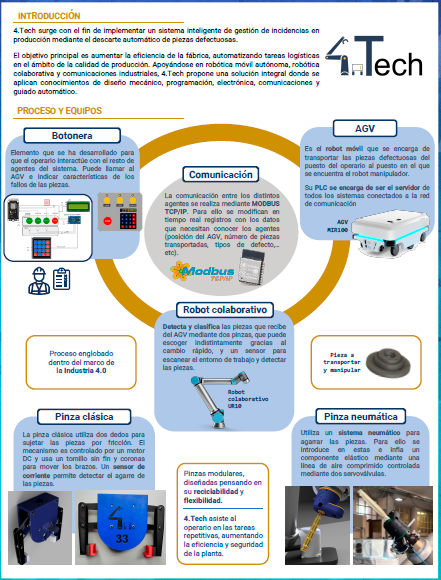 INTRODUCCIÓN
4.Tech surge con el fin de implementar un sistema inteligente de gestión de incidencias en
producción mediante el descarte automático de piezas defectuosas.
El objetivo principal es aumentar la eficiencia de la fábrica, automatizando tareas logísticas
en el ámbito de la calidad de producción. Apoyándose en robótica móvil autónoma, robótica
colaborativa y comunicaciones industriales, 4.Tech propone una solución integral donde se
aplican conocimientos de diseño mecánico, programación, electrónica, comunicaciones y
guiado automático.
4.Tech
PROCESO Y EQUIPOS
Botonera
Elemento que se ha desarrollado para
que el operario interactúe con el resto de
agentes del sistema. Puede llamar al
AGV e indicar características de los
fallos de las piezas.
Comunicación
La comunicación entre los distintos
agentes se realiza mediante MODBUS
TCP/IP. Para ello se modifican en
tiempo real registros con los datos
que necesitan conocer los agentes
(posición del AGV, número de piezas
transportadas, tipos de defecto,...
etc).
Modbus
TCP/IP
AGV
Es el robot móvil que se encarga de
transportar las piezas defectuosas del
puesto del operario al puesto en el que
se encuentra el robot manipulador.
Su PLC se encarga de ser el servidor de
todos los sistemas conectados a la red
de comunicación
AGV
MIR100
Robot colaborativo
Detecta y clasifica las piezas que recibe
del AGV mediante dos pinzas, que puede
escoger indistintamente gracias al
cambio rápido, y un sensor para
escanear el entorno de trabajo y detectar
las piezas.
Robot
colaborativo
UR10
Proceso englobado
dentro del marco de
la Industria 4.0
Pieza a
transportar
y manipular
Pinza clásica
La pinza clásica utiliza dos dedos para
sujetar las piezas por fricción. El
mecanismo es controlado por un motor
DC y usa un tornillo sin fin y coronas
para mover los brazos. Un sensor de
corriente permite detectar el agarre de
las piezas.
33
Pinzas modulares,
diseñadas pensando en
su reciclabilidad y
flexibilidad.
4.Tech asiste al
operario en las tareas
repetitivas, aumentando
la eficiencia y seguridad
de la planta.
Pinza neumática
Utiliza un sistema neumático para
agarrar las piezas. Para ello se
introduce en estas e infla un
componente elástico mediante una
línea de aire comprimido controlada
mediante dos servoválvulas.